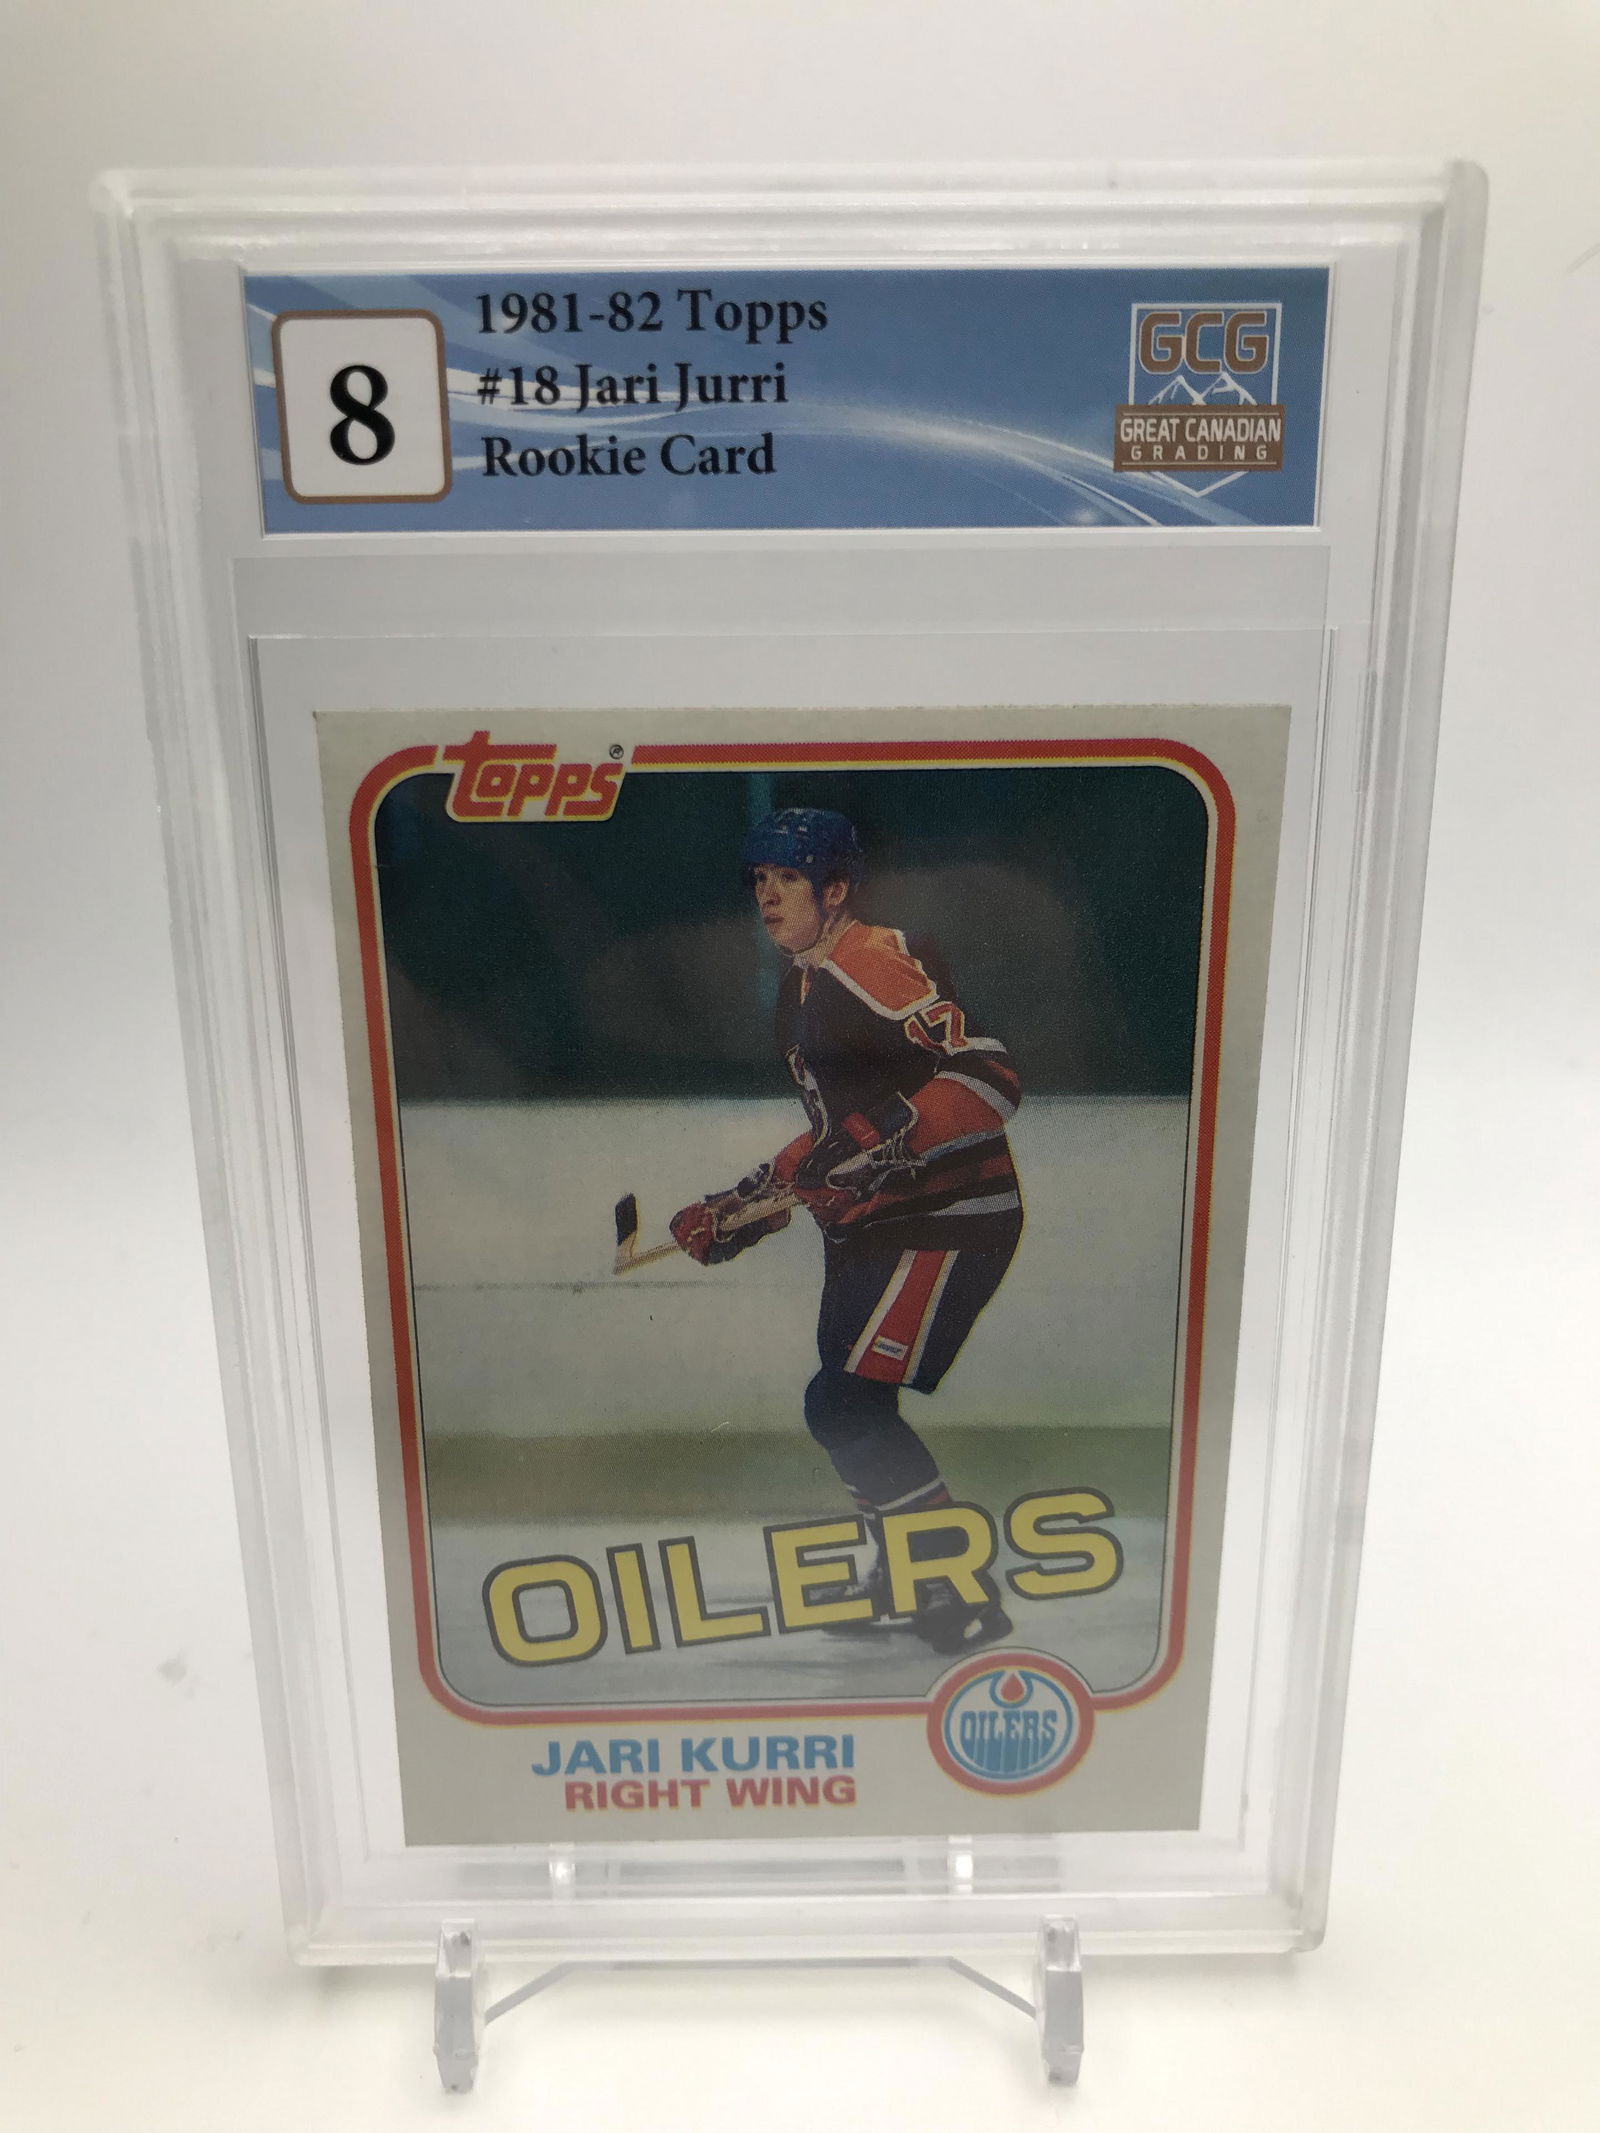 8
1981-82 Topps
#18 Jari Jurri
Rookie Card
GCG
GREAT CANADIAN
GRADING
Topps®
17
OILERS
OILERS
JARI KURRI
RIGHT WING